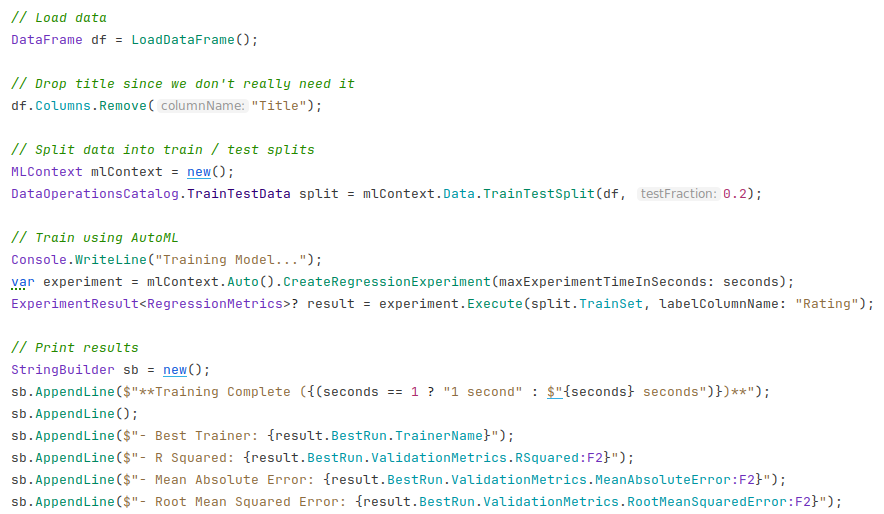 // Load data
DataFrame df = LoadDataFrame();
// Drop title since we don't really need it
df.Columns.Remove( columnName: "Title");
// Split data into train / test splits
MLContext mlContext = new();
DataOperationsCatalog.TrainTestData split = mlContext.Data.TrainTestSplit(df, testFraction: 0.2);
// Train using AutoML
Console.WriteLine("Training Model...");
var experiment = mlContext.Auto().CreateRegressionExperiment(maxExperimentTimeInSeconds: seconds);
ExperimentResult<RegressionMetrics>? result = experiment.Execute(split.TrainSet, labelColumnName: "Rating");
// Print results
StringBuilder sb = new();
sb.AppendLine($"**Training Complete ({(seconds == 1 ? "1 second" : $"{seconds} seconds")})**");
sb.AppendLine();
sb.AppendLine($"- Best Trainer: {result.BestRun.TrainerName}");
sb.AppendLine($"- R Squared: {result.BestRun.ValidationMetrics.RSquared:F2}");
sb.AppendLine($"- Mean Absolute Error: {result.BestRun.ValidationMetrics.MeanAbsoluteError:F2}");
sb.AppendLine($"- Root Mean Squared Error: {result.BestRun.ValidationMetrics.RootMeanSquaredError:F2}");